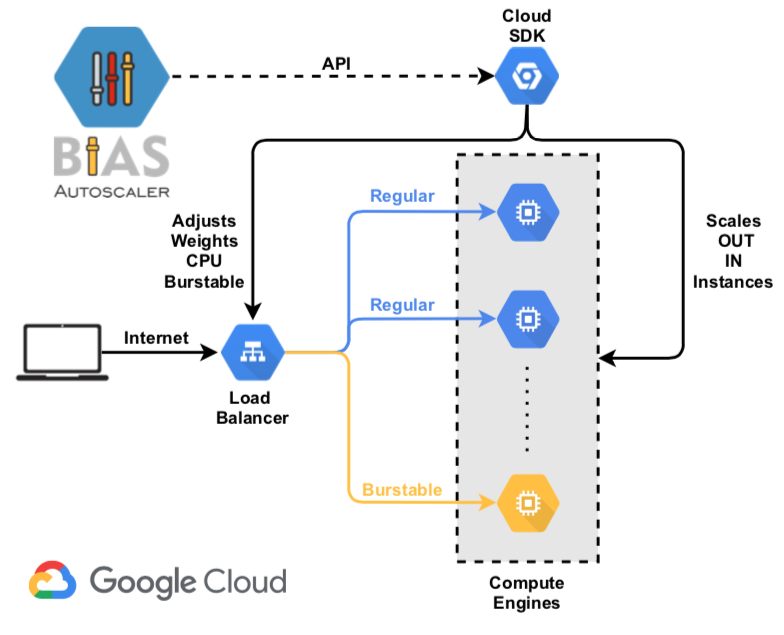 Cloud
SDK
API
BIAS
AUTOSCALER
Regular
Adjusts
Weights
CPU
Burstable
Scales
OUT
IN
Instances
Regular
Internet
Load
Balancer
Burstable
Compute
Engines
Google Cloud